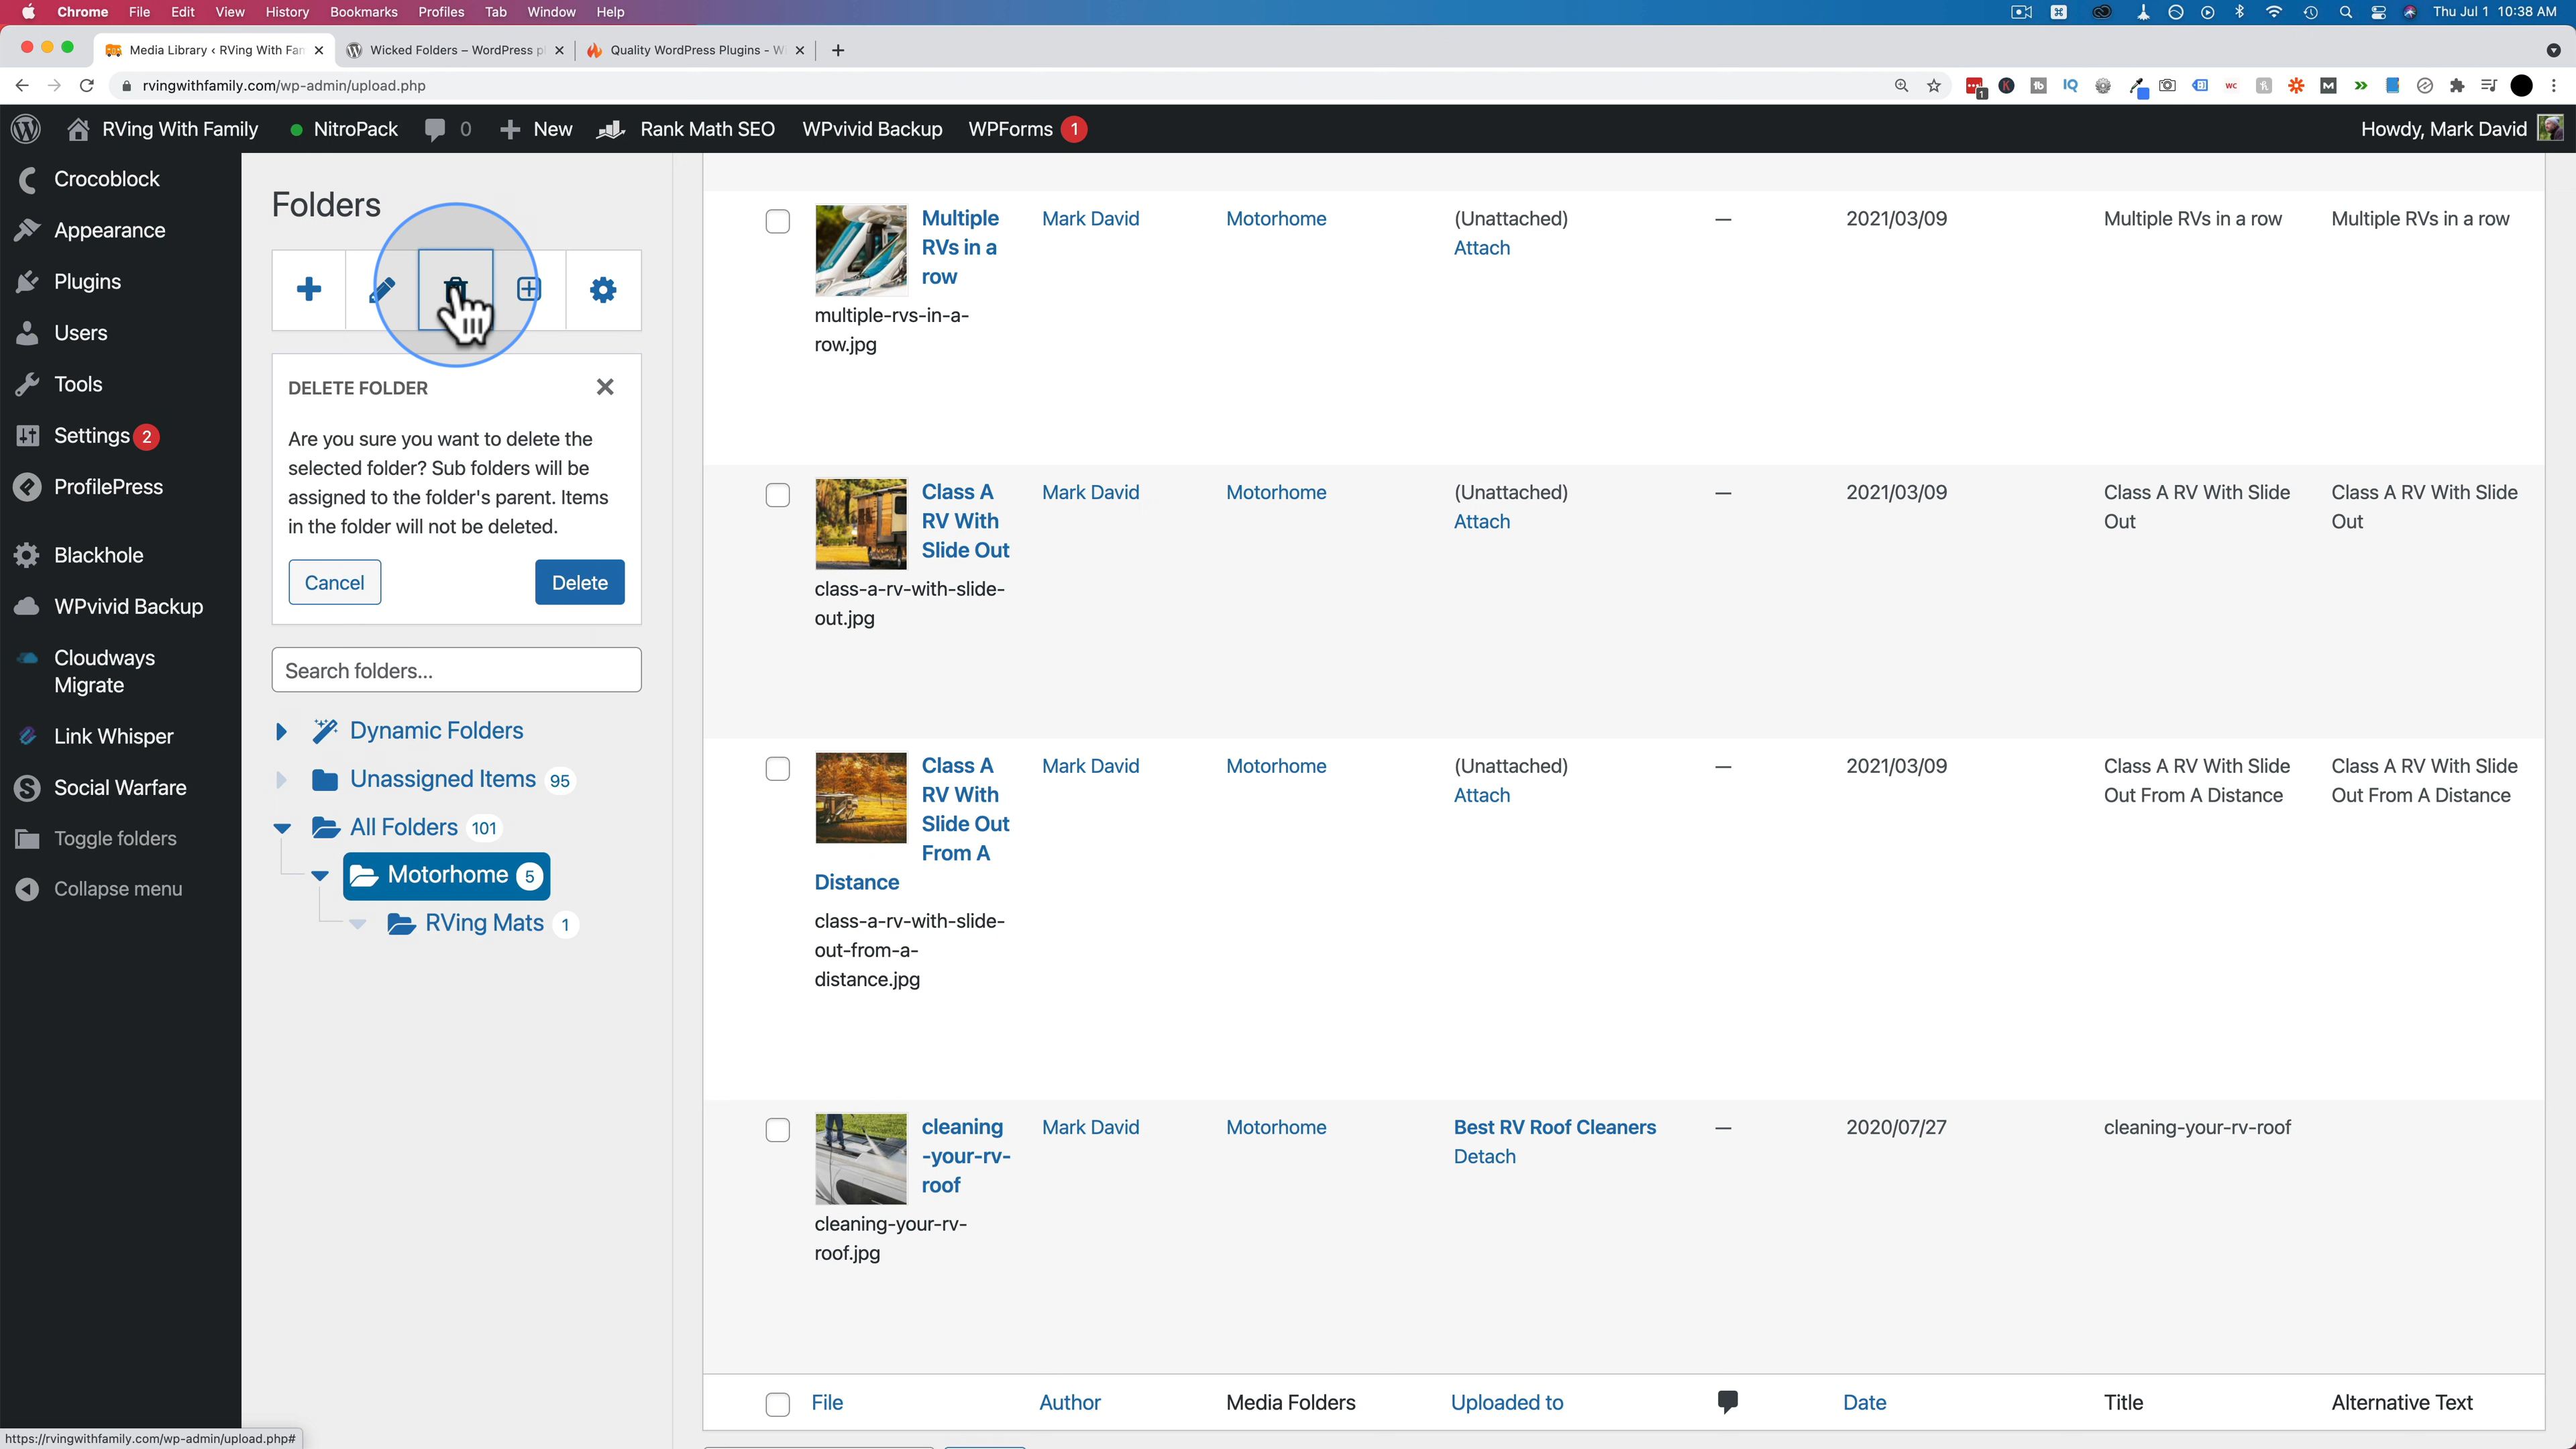 Chrome File Edit View History Bookmarks Profiles Tab Window Help Thu Jul 1 10:38 AM
Media Library ‹ RVing With Fam Wicked Folders – WordPress p Quality WordPress Plugins - W
rvingwithfamily.com/wp-admin/upload.php
RVing With Family NitroPack 0 New Rank Math SEO WPvivid Backup WPForms 1 Howdy, Mark David
Crocoblock
Appearance
Plugins
Users
Tools
Settings 2
ProfilePress
Blackhole
WPvivid Backup
Cloudways
Migrate
Link Whisper
Social Warfare
Toggle folders
Collapse menu
Folders
DELETE FOLDER
Are you sure you want to delete the
selected folder? Sub folders will be
assigned to the folder's parent. Items
in the folder will not be deleted.
Cancel Delete
Search folders...
Dynamic Folders
Unassigned Items 95
All Folders 101
Motorhome 5
RVing Mats 1
Multiple
RVs in a
row
multiple-rvs-in-a-
row.jpg
Mark David
Motorhome
(Unattached)
Attach
—
2021/03/09
Multiple RVs in a row
Multiple RVs in a row
Class A
RV With
Slide Out
class-a-rv-with-slide-
out.jpg
Mark David
Motorhome
(Unattached)
Attach
—
2021/03/09
Class A RV With Slide
Out
Class A RV With Slide
Out
Class A
RV With
Slide Out
From A
Distance
class-a-rv-with-slide-
out-from-a-
distance.jpg
Mark David
Motorhome
(Unattached)
Attach
—
2021/03/09
Class A RV With Slide
Out From A Distance
Class A RV With Slide
Out From A Distance
cleaning
-your-rv-
roof
cleaning-your-rv-
roof.jpg
Mark David
Motorhome
Best RV Roof Cleaners
Detach
—
2020/07/27
cleaning-your-rv-roof
File Author Media Folders Uploaded to Date Title Alternative Text
https://rvingwithfamily.com/wp-admin/upload.php#